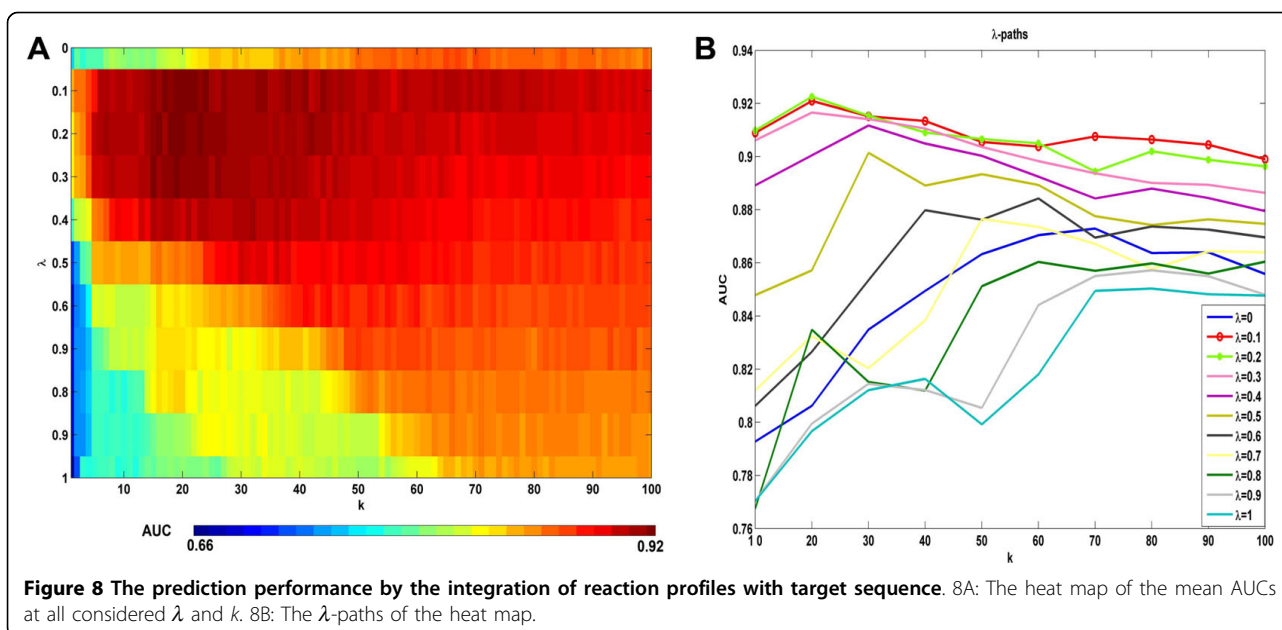 A
0
0.1
0.2
0.3
0.4
0.5
0.6
0.9
0.8
0.9
1
λ
10 20 30 40 50 60 70 80 90 100
k
AUC
0.66 0.92
B
λ-paths
0.94
0.92
0.9
0.88
0.86
0.84
0.82
0.8
0.78
0.76
AUC
1 0 20 30 40 50 60 70 80 90 100
k
λ=0
λ=0.1
λ=0.2
λ=0.3
λ=0.4
λ=0.5
λ=0.6
λ=0.7
λ=0.8
λ=0.9
λ=1
Figure 8 The prediction performance by the integration of reaction profiles with target sequence. 8A: The heat map of the mean AUCs
at all considered λ and k. 8B: The λ-paths of the heat map.